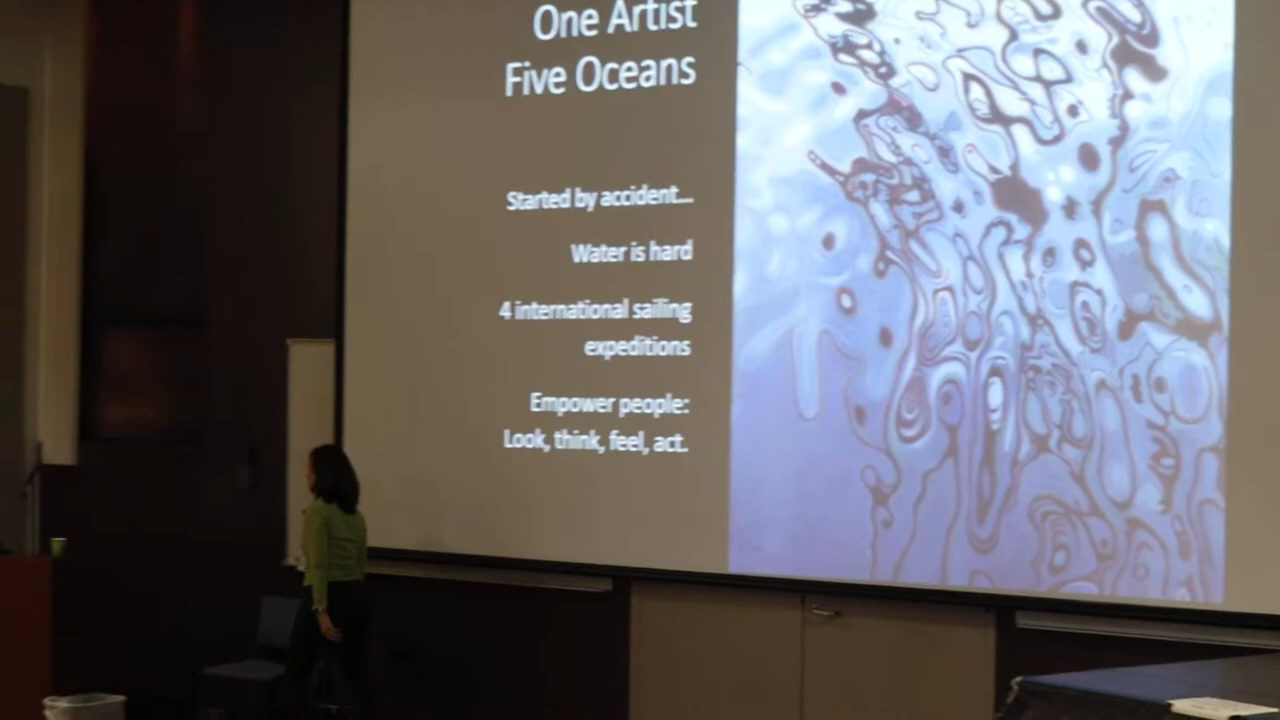 One Artist
Five Oceans
Started by accident...
Water is hard
4 international sailing
expeditions
Empower people:
Look, think, feel, act.